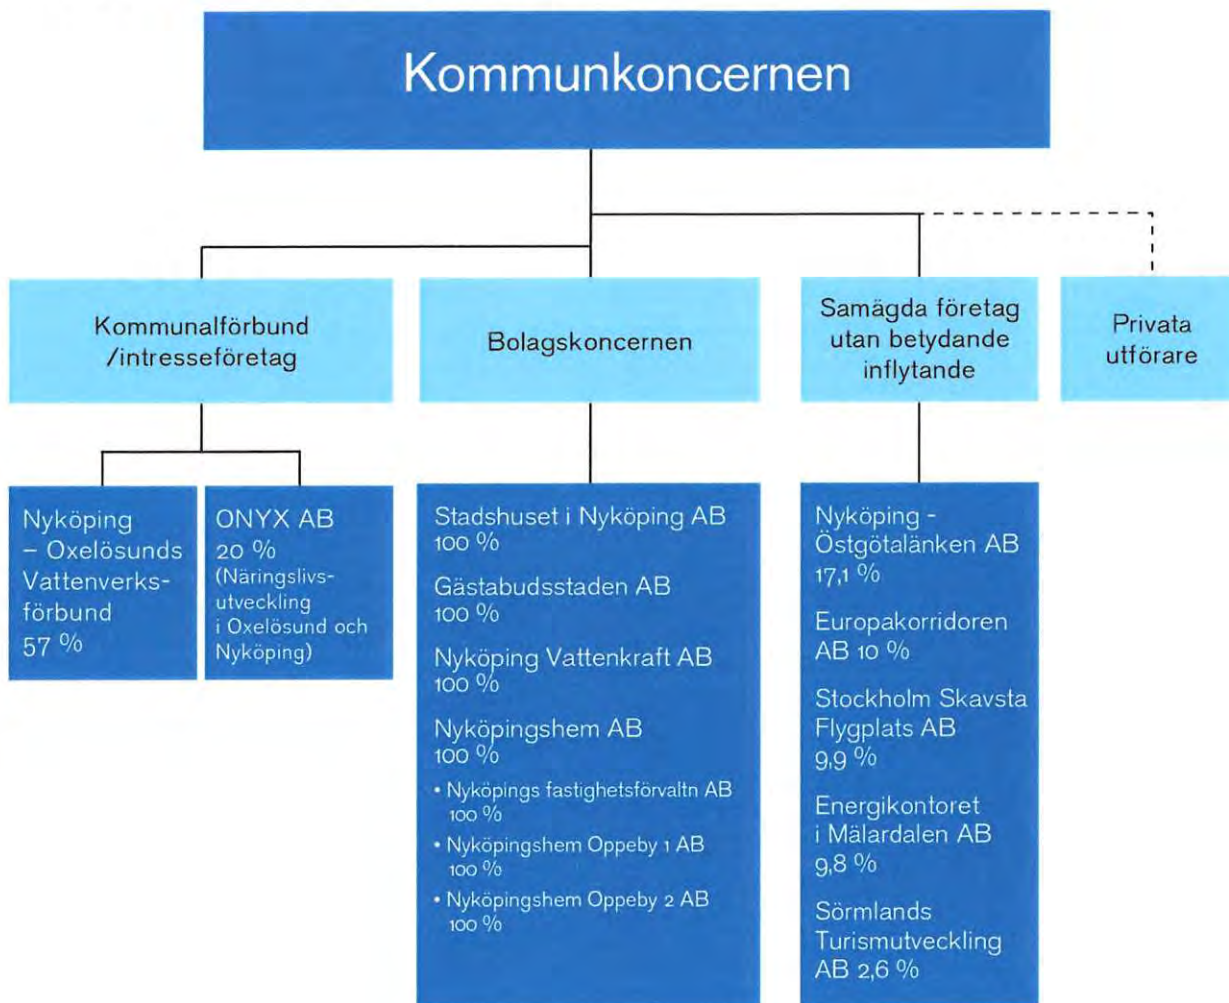 Kommunkoncernen
Kommunalförbund
/intresseföretag
Bolagskoncernen
Samägda företag
utan betydande
inflytande
Privata
utförare
Nyköping
– Oxelösunds
Vattenverks-
förbund
57 %
ONYX AB
20 %
(Näringslivs-
utveckling
i Oxelösund och
Nyköping)
Stadshuset i Nyköping AB
100 %
Gästabudsstaden AB
100 %
Nyköping Vattenkraft AB
100 %
Nyköpingshem AB
100 %
• Nyköpings fastighetsförvaltn AB
100 %
• Nyköpingshem Oppeby 1 AB
100 %
• Nyköpingshem Oppeby 2 AB
100 %
Nyköping -
Östgötalänken AB
17,1 %
Europakorridoren
AB 10 %
Stockholm Skavsta
Flygplats AB
9,9 %
Energikontoret
i Mälardalen AB
9,8 %
Sörmlands
Turismutveckling
AB 2,6 %